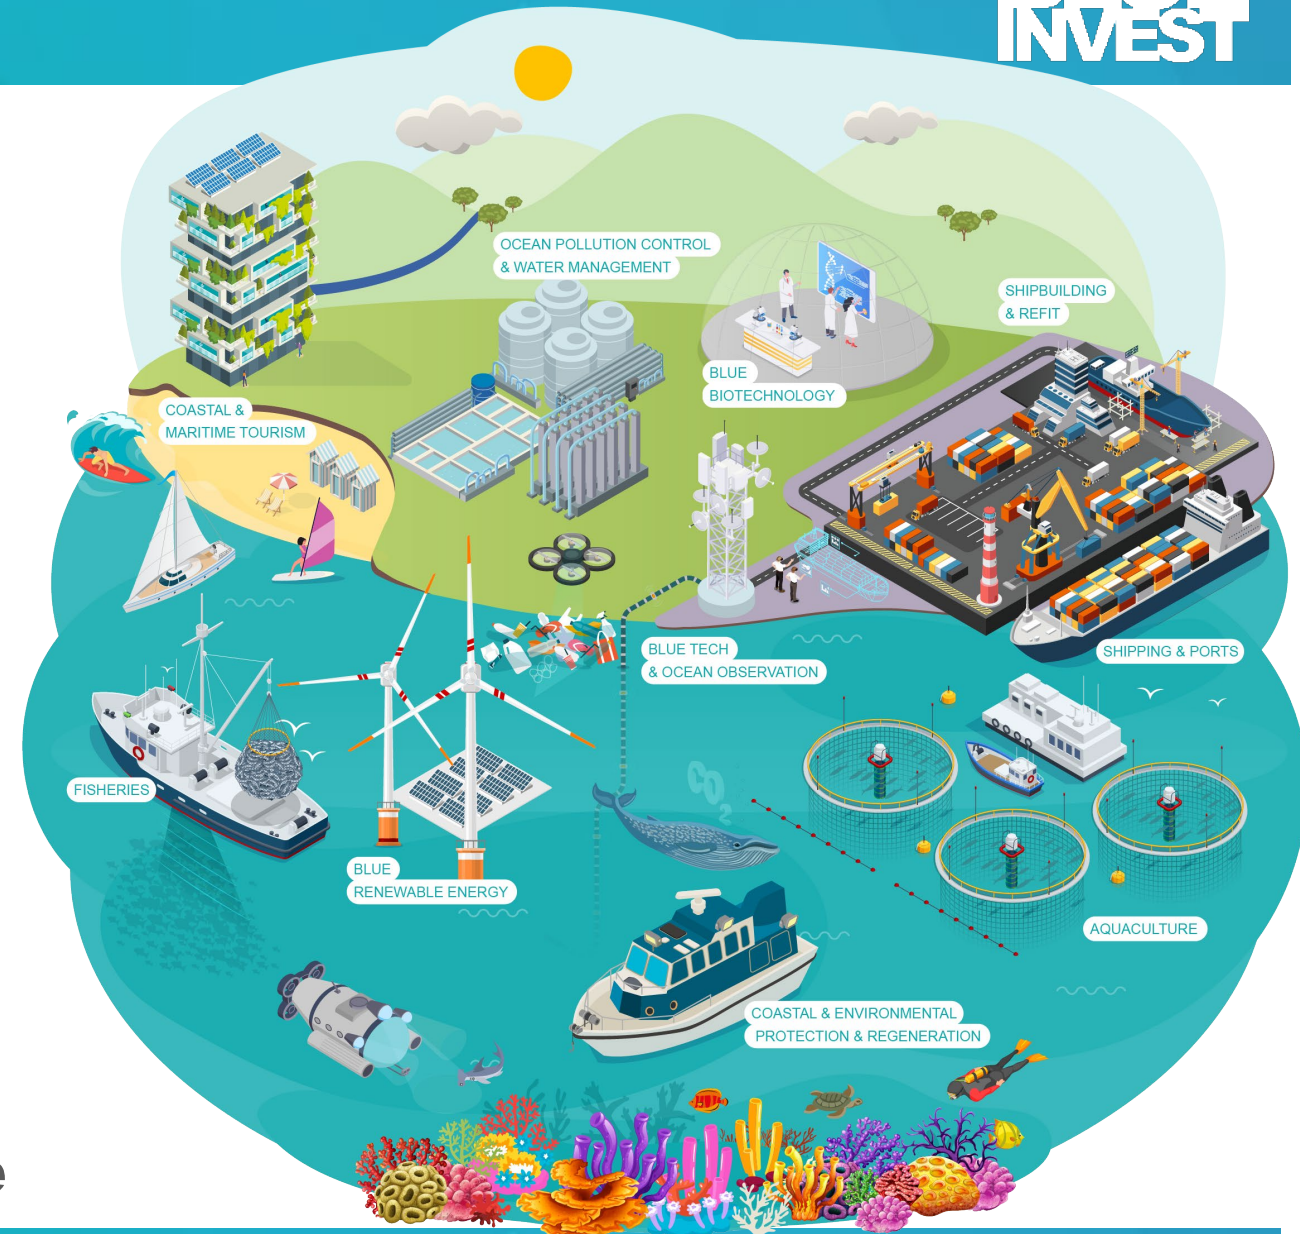 INVEST
OCEAN POLLUTION CONTROL
& WATER MANAGEMENT
SHIPBUILDING
& REFIT
BLUE
BIOTECHNOLOGY
COASTAL &
MARITIME TOURISM
BLUE TECH
& OCEAN OBSERVATION
SHIPPING & PORTS
FISHERIES
CO2
BLUE
RENEWABLE ENERGY
AQUACULTURE
COASTAL & ENVIRONMENTAL
PROTECTION & REGENERATION
e